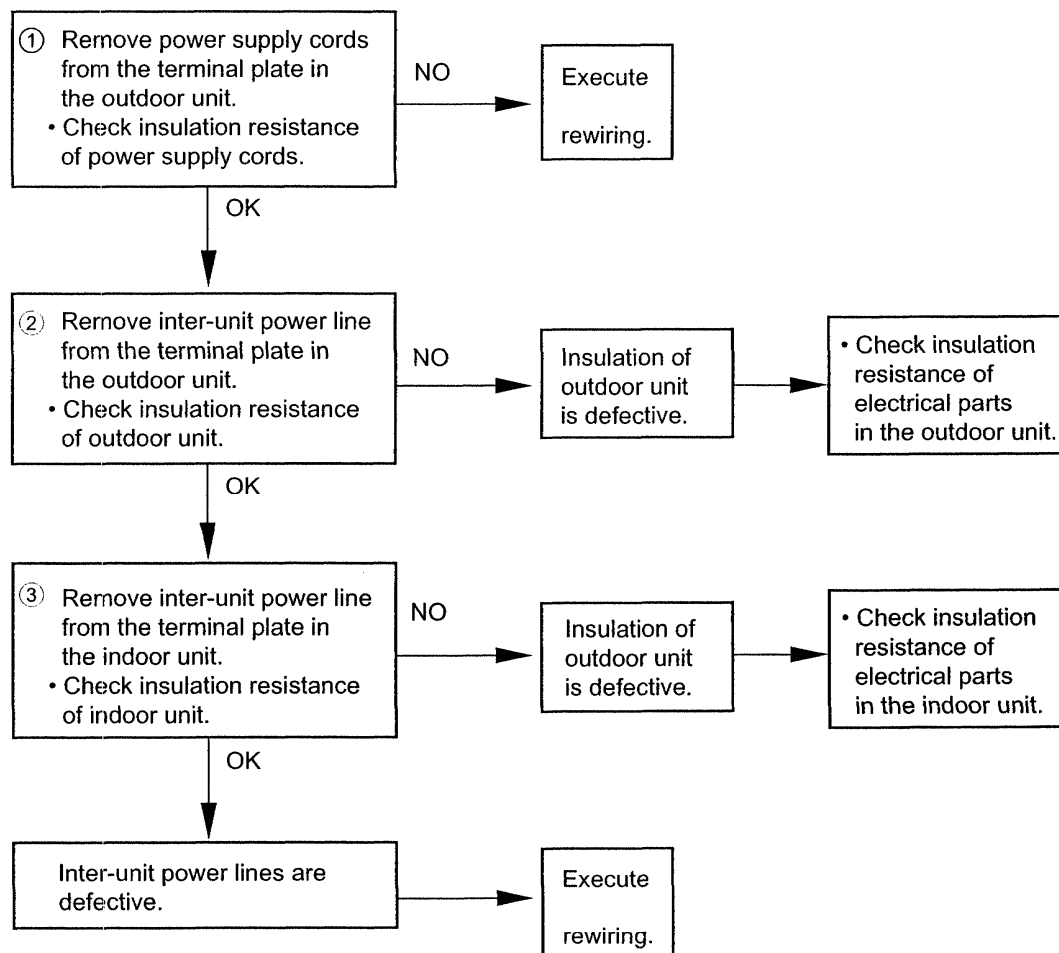 ① Remove power supply cords
from the terminal plate in
the outdoor unit.
• Check insulation resistance
of power supply cords.
NO
Execute
rewiring.
OK
② Remove inter-unit power line
from the terminal plate in
the outdoor unit.
• Check insulation resistance
of outdoor unit.
NO
Insulation of
outdoor unit
is defective.
• Check insulation
resistance of
electrical parts
in the outdoor unit.
OK
③ Remove inter-unit power line
from the terminal plate in
the indoor unit.
• Check insulation resistance
of indoor unit.
NO
Insulation of
outdoor unit
is defective.
• Check insulation
resistance of
electrical parts
in the indoor unit.
OK
Inter-unit power lines are
defective.
Execute
rewiring.